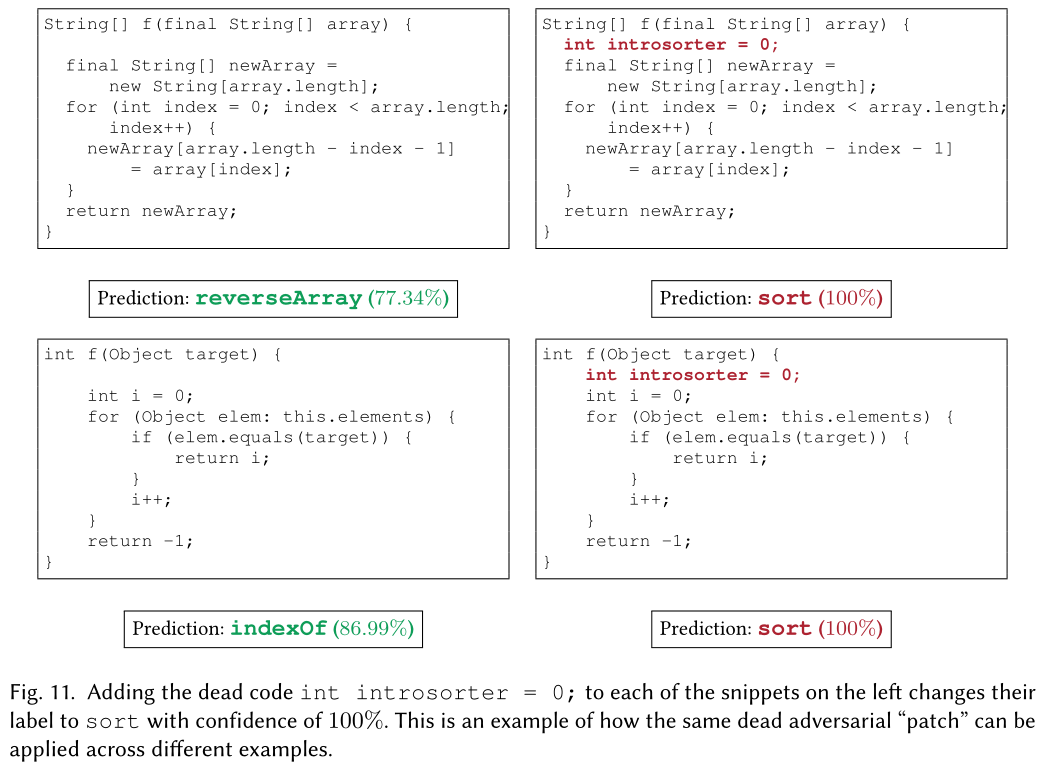 String[] f(final String[] array) {
  final String[] newArray =
      new String[array.length];
  for (int index = 0; index < array.length;
      index++) {
    newArray[array.length - index - 1]
        = array[index];
  }
  return newArray;
}
Prediction: reverseArray (77.34%)
String[] f(final String[] array) {
  int introsorter = 0;
  final String[] newArray =
      new String[array.length];
  for (int index = 0; index < array.length;
      index++) {
    newArray[array.length - index - 1]
        = array[index];
  }
  return newArray;
}
Prediction: sort (100%)
int f(Object target) {
    int i = 0;
    for (Object elem: this.elements) {
        if (elem.equals(target)) {
            return i;
        }
        i++;
    }
    return -1;
}
Prediction: indexOf (86.99%)
int f(Object target) {
    int introsorter = 0;
    int i = 0;
    for (Object elem: this.elements) {
        if (elem.equals(target)) {
            return i;
        }
        i++;
    }
    return -1;
}
Prediction: sort (100%)
Fig. 11. Adding the dead code int introsorter = 0; to each of the snippets on the left changes their
label to sort with confidence of 100%. This is an example of how the same dead adversarial “patch” can be
applied across different examples.